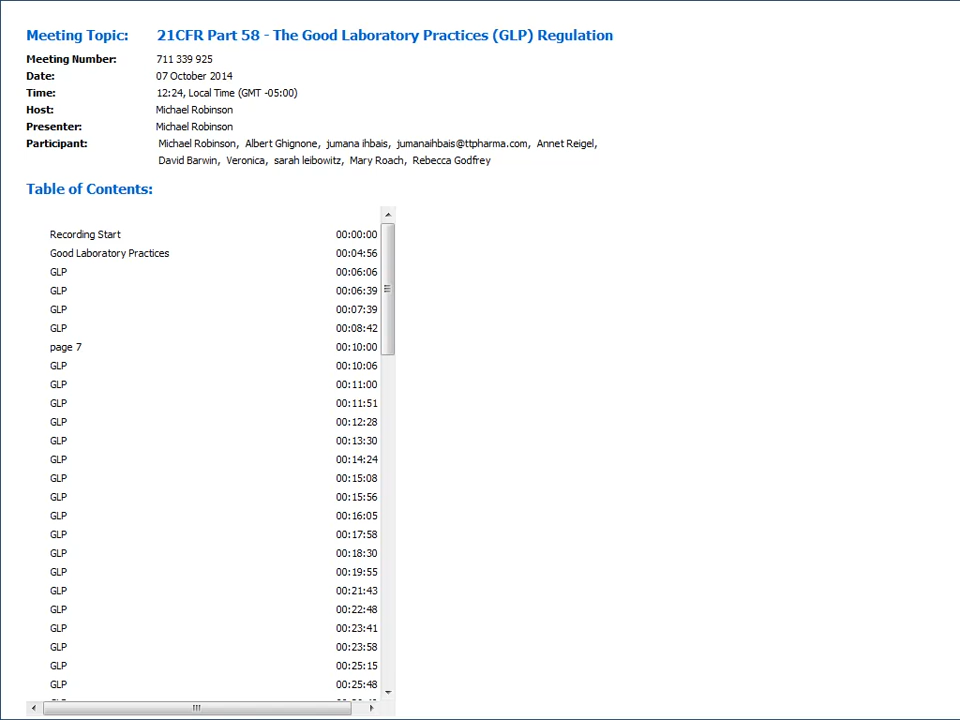 Meeting Topic: 21CFR Part 58 - The Good Laboratory Practices (GLP) Regulation
Meeting Number: 711 339 925
Date: 07 October 2014
Time: 12:24, Local Time (GMT -05:00)
Host: Michael Robinson
Presenter: Michael Robinson
Participant: Michael Robinson, Albert Ghignone, jumana ihbais, jumanaihbais@ttpharma.com, Annet Reigel,
David Barwin, Veronica, sarah leibowitz, Mary Roach, Rebecca Godfrey
Table of Contents:
Recording Start 00:00:00
Good Laboratory Practices 00:04:56
GLP 00:06:06
GLP 00:06:39
GLP 00:07:39
GLP 00:08:42
page 7 00:10:00
GLP 00:10:06
GLP 00:11:00
GLP 00:11:51
GLP 00:12:28
GLP 00:13:30
GLP 00:14:24
GLP 00:15:08
GLP 00:15:56
GLP 00:16:05
GLP 00:17:58
GLP 00:18:30
GLP 00:19:55
GLP 00:21:43
GLP 00:22:48
GLP 00:23:41
GLP 00:23:58
GLP 00:25:15
GLP 00:25:48